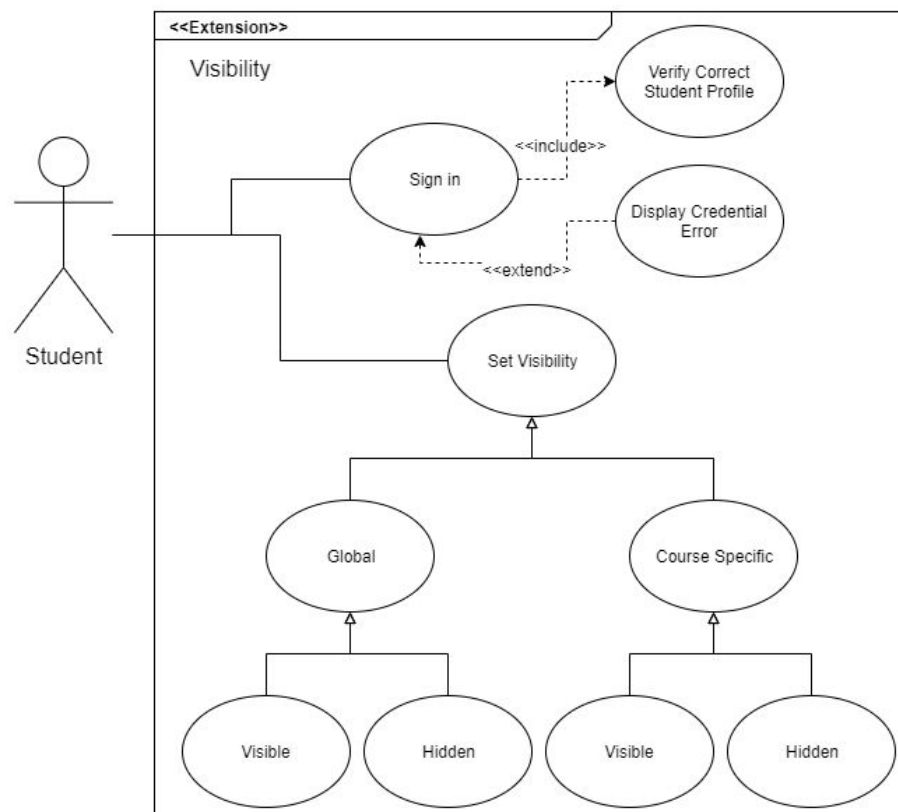 <<Extension>>
Visibility
Verify Correct
Student Profile
<<include>>
Sign in
Display Credential
Error
<<extend>>
Student
Set Visibility
Global
Course Specific
Visible
Hidden
Visible
Hidden